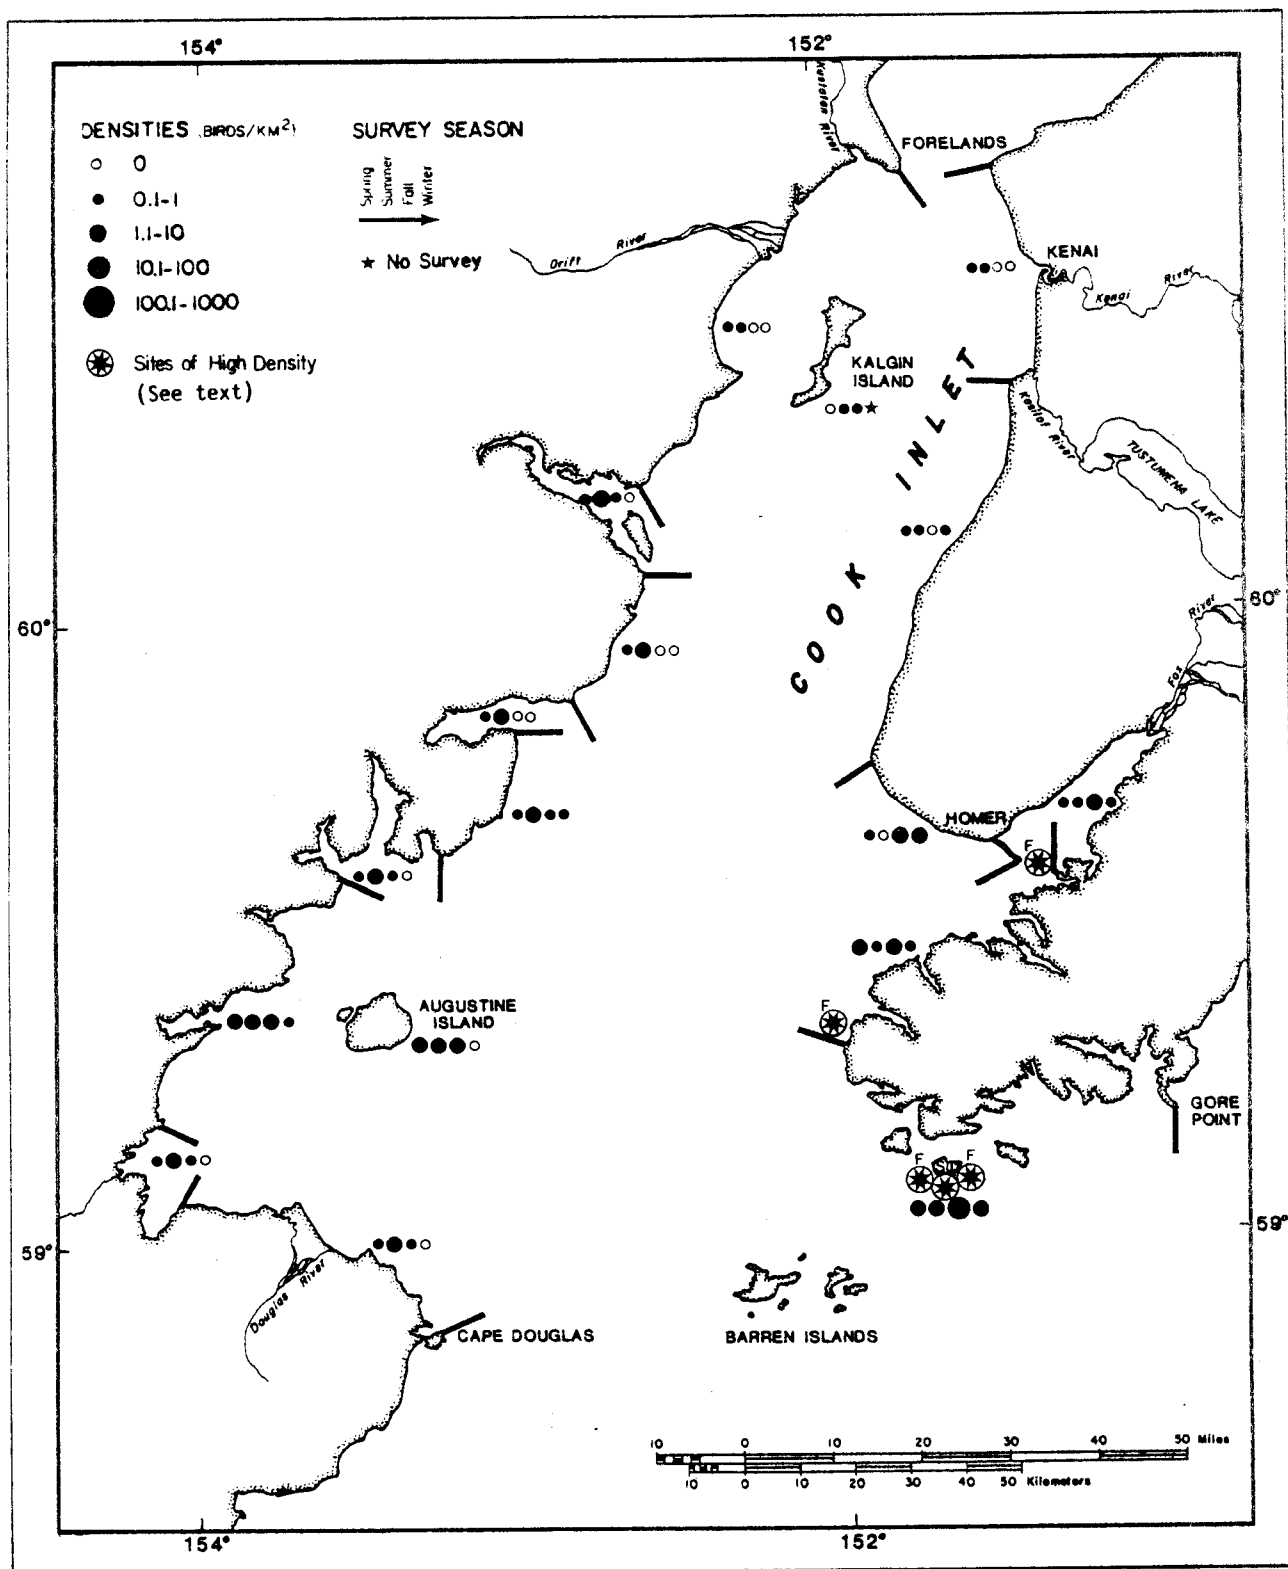 154°
152°
DENSITIES (BIRDS/KM²)
0
0.1-1
1.1-10
10.1-100
100.1-1000
Sites of High Density
(See text)
SURVEY SEASON
Spring
Summer
Fall
Winter
★ No Survey
Kustatan River
FORELANDS
Drift River
KENAI
Kenai River
KALGIN
ISLAND
COOK INLET
Kasilof River
TUSTUMENA LAKE
60°
60°
Fox River
HOMER
F
AUGUSTINE
ISLAND
F
GORE
POINT
F
F
59°
59°
Douglas River
CAPE DOUGLAS
BARREN ISLANDS
10 0 10 20 30 40 50 Miles
10 0 10 20 30 40 50 Kilometers
154°
152°